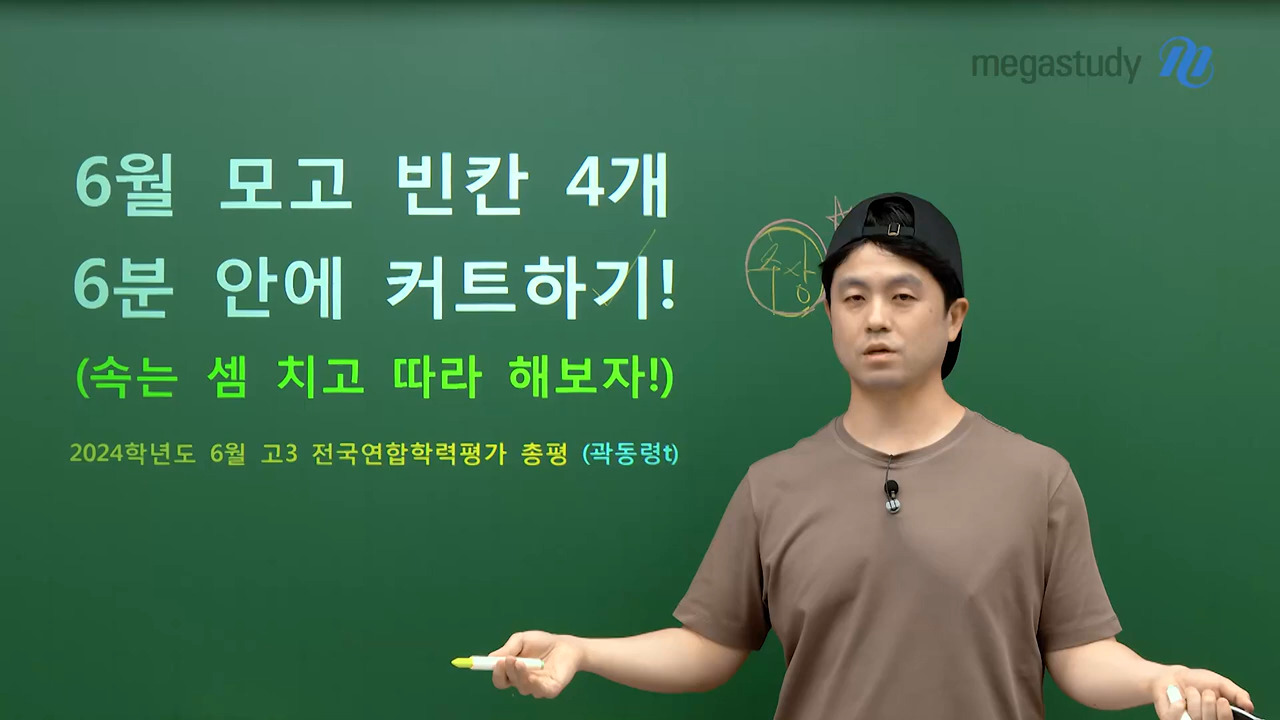 megastudy
6월 모고 빈칸 4개
6분 안에 커트하기!
(속는 셈 치고 따라 해보자!)
2024학년도 6월 고3 전국연합학력평가 총평 (곽동령t)
추상